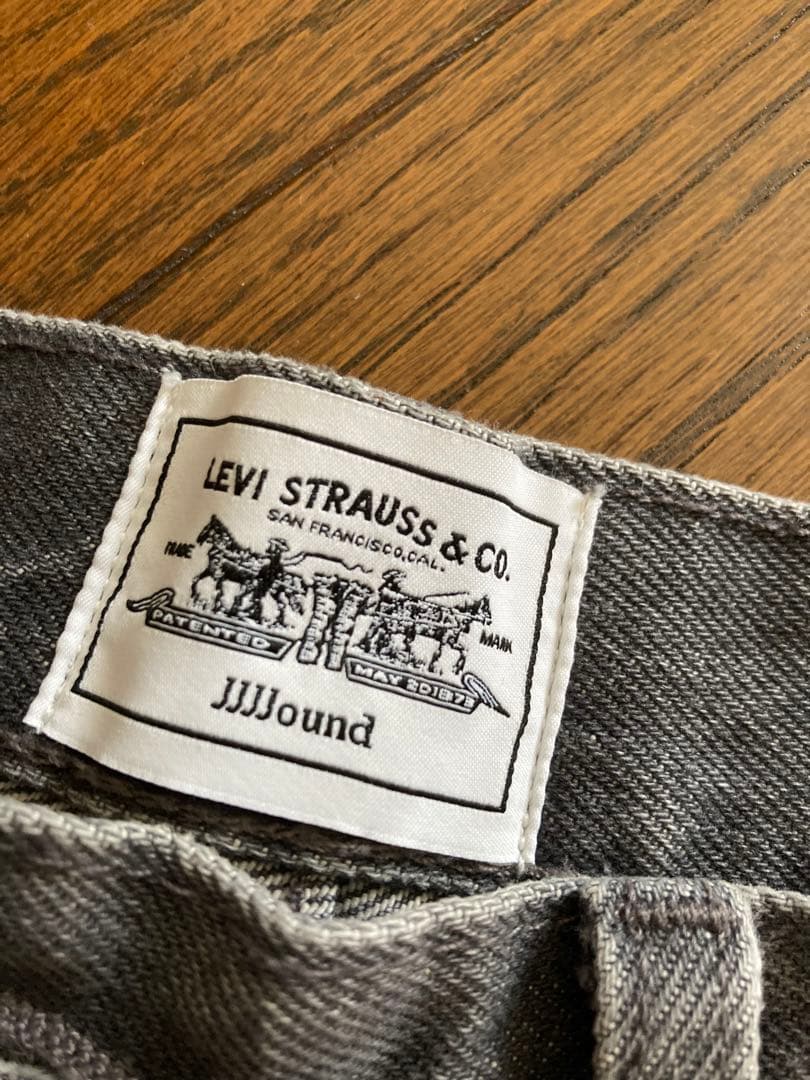 LEVI STRAUSS & CO.
SAN FRANCISCO, CAL.
TRADE MARK
PATENTED MAY 20 1873
JJJJound